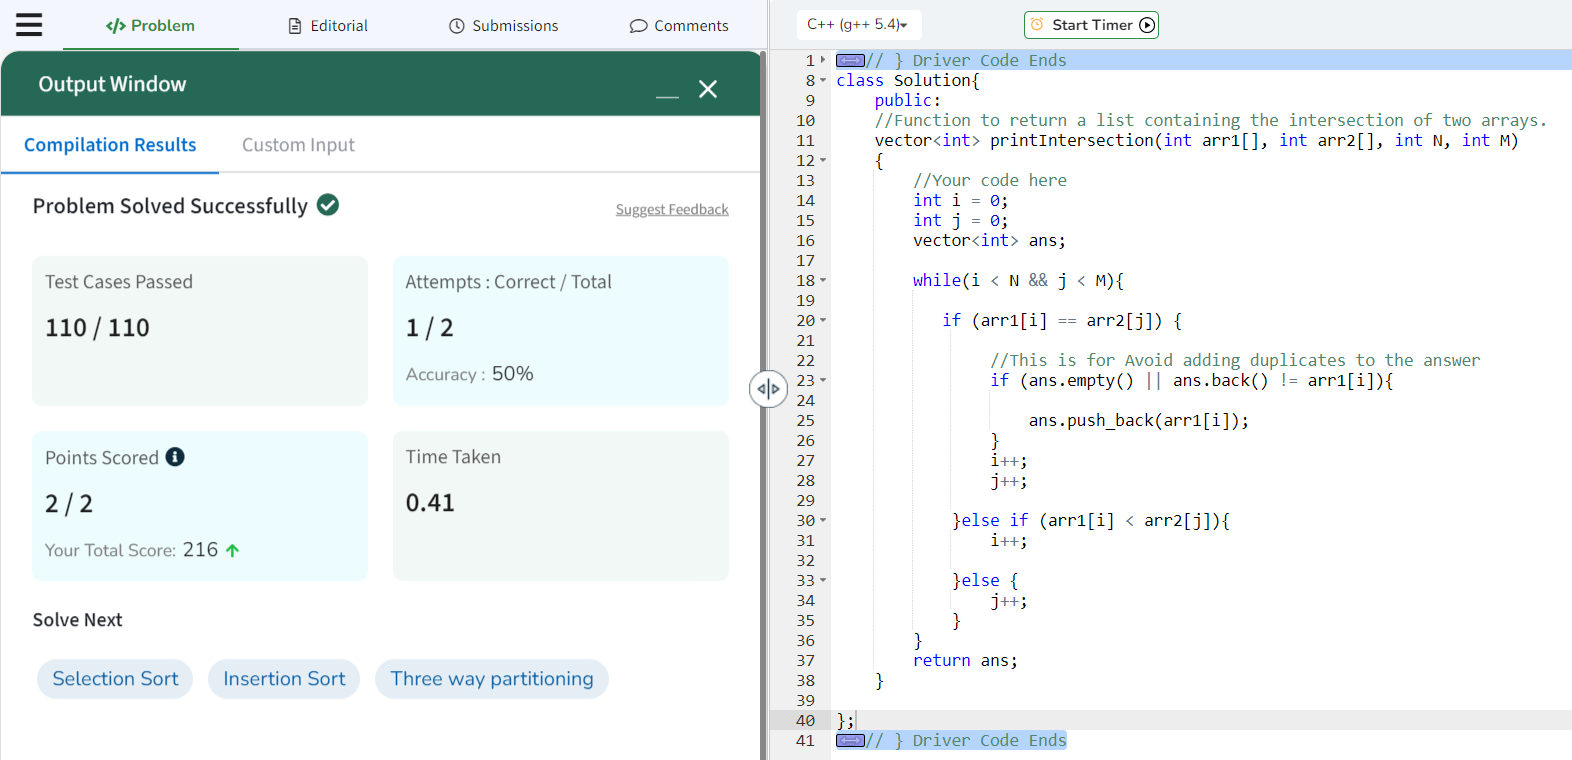 Problem
Editorial
Submissions
Comments
Output Window
Compilation Results
Custom Input
Problem Solved Successfully
Suggest Feedback
Test Cases Passed
110 / 110
Attempts : Correct / Total
1 / 2
Accuracy : 50%
Points Scored
2 / 2
Your Total Score: 216
Time Taken
0.41
Solve Next
Selection Sort
Insertion Sort
Three way partitioning
C++ (g++ 5.4)
Start Timer
1 // } Driver Code Ends
8 class Solution{
9     public:
10     //Function to return a list containing the intersection of two arrays.
11     vector<int> printIntersection(int arr1[], int arr2[], int N, int M)
12     {
13         //Your code here
14         int i = 0;
15         int j = 0;
16         vector<int> ans;
17
18         while(i < N && j < M){
19
20            if (arr1[i] == arr2[j]) {
21
22                 //This is for Avoid adding duplicates to the answer
23                 if (ans.empty() || ans.back() != arr1[i]){
24
25                     ans.push_back(arr1[i]);
26                 }
27                 i++;
28                 j++;
29
30             }else if (arr1[i] < arr2[j]){
31                 i++;
32
33             }else {
34                 j++;
35             }
36         }
37         return ans;
38     }
39
40 };
41 // } Driver Code Ends